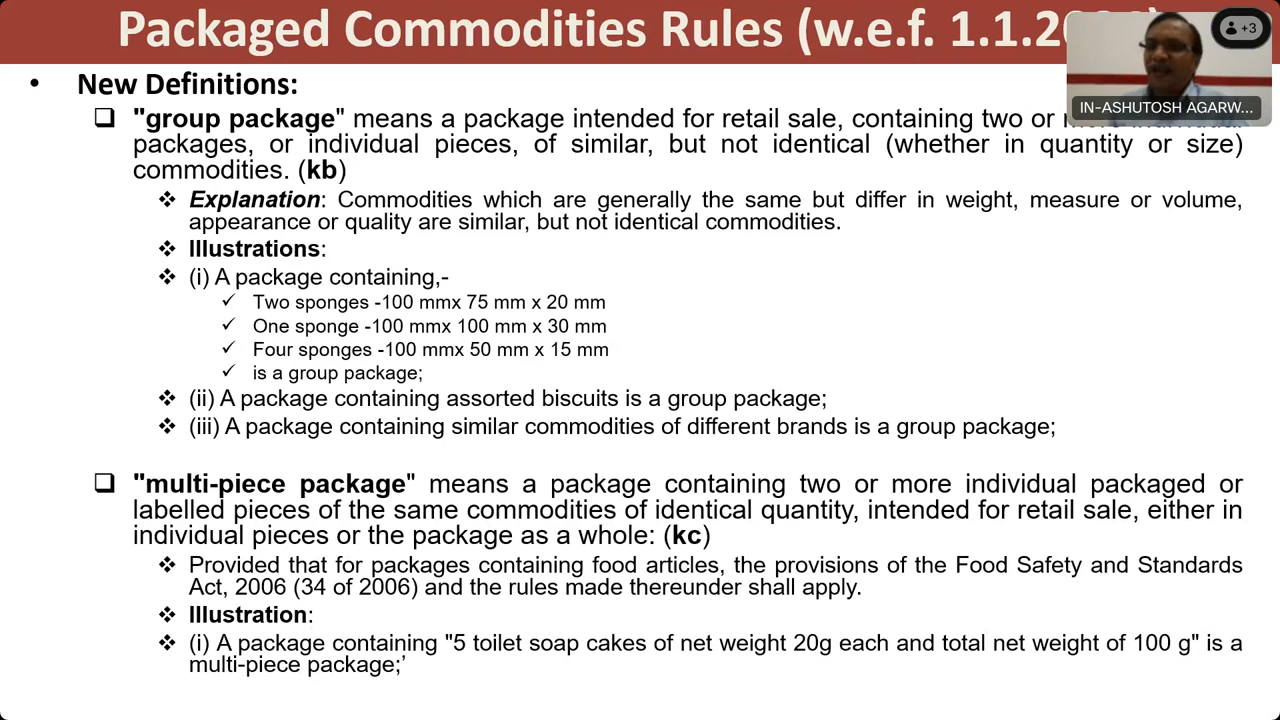 Packaged Commodities Rules (w.e.f. 1.1.20
+3
IN-ASHUTOSH AGARW...
• New Definitions:
"group package" means a package intended for retail sale, containing two or
packages, or individual pieces, of similar, but not identical (whether in quantity or size)
commodities. (kb)
Explanation: Commodities which are generally the same but differ in weight, measure or volume,
appearance or quality are similar, but not identical commodities.
Illustrations:
(i) A package containing,-
Two sponges -100 mmx 75 mm x 20 mm
One sponge -100 mmx 100 mm x 30 mm
Four sponges -100 mmx 50 mm x 15 mm
is a group package;
(ii) A package containing assorted biscuits is a group package;
(iii) A package containing similar commodities of different brands is a group package;
"multi-piece package" means a package containing two or more individual packaged or
labelled pieces of the same commodities of identical quantity, intended for retail sale, either in
individual pieces or the package as a whole: (kc)
Provided that for packages containing food articles, the provisions of the Food Safety and Standards
Act, 2006 (34 of 2006) and the rules made thereunder shall apply.
Illustration:
(i) A package containing "5 toilet soap cakes of net weight 20g each and total net weight of 100 g" is a
multi-piece package;’